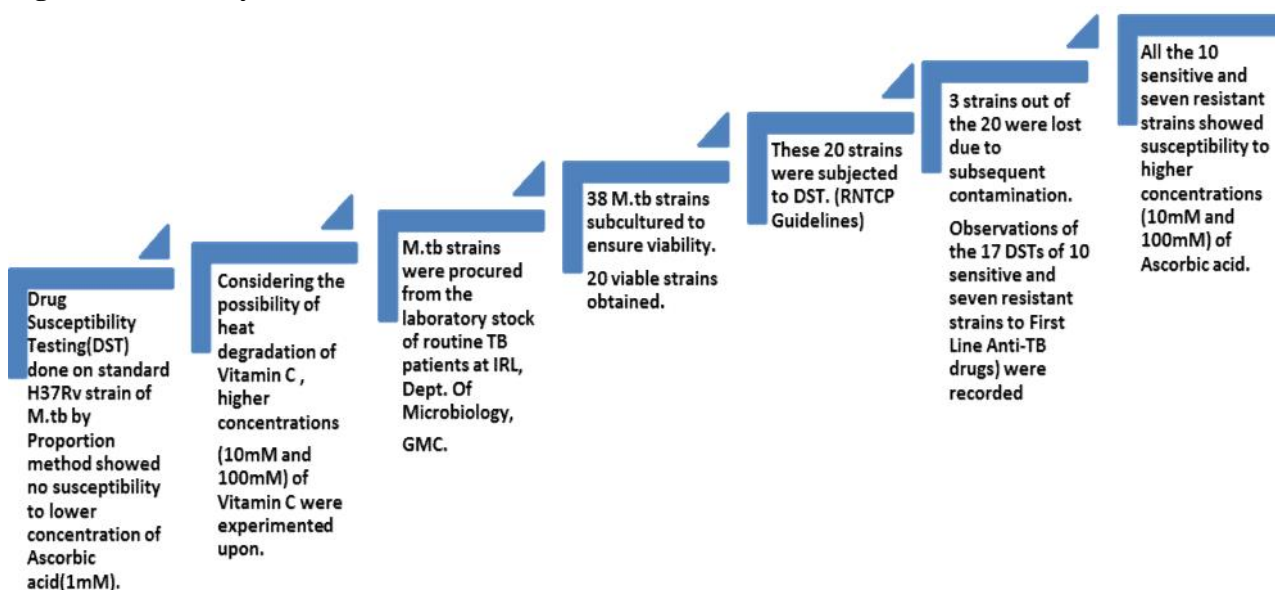 Drug
Susceptibility
Testing(DST)
done on standard
H37Rv strain of
M.tb by
Proportion
method showed
no susceptibility
to lower
concentration of
Ascorbic
acid(1mM).
Considering the
possibility of
heat
degradation of
Vitamin C ,
higher
concentrations
(10mM and
100mM) of
Vitamin C were
experimented
upon.
M.tb strains
were procured
from the
laboratory stock
of routine TB
patients at IRL,
Dept. Of
Microbiology,
GMC.
38 M.tb strains
subcultured to
ensure viability.
20 viable strains
obtained.
These 20 strains
were subjected
to DST. (RNTCP
Guidelines)
3 strains out of
the 20 were lost
due to
subsequent
contamination.
Observations of
the 17 DSTs of 10
sensitive and
seven resistant
strains to First
Line Anti-TB
drugs) were
recorded
All the 10
sensitive and
seven resistant
strains showed
susceptibility to
higher
concentrations
(10mM and
100mM) of
Ascorbic acid.